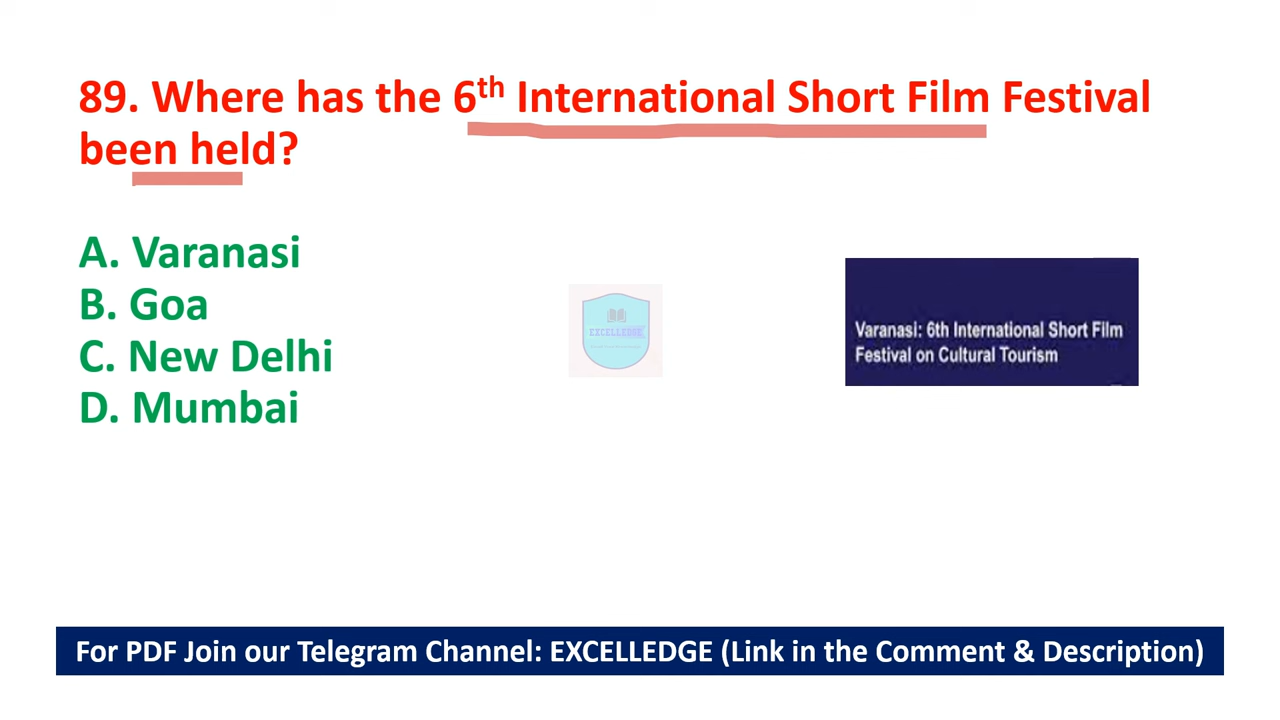 89. Where has the 6th International Short Film Festival
been held?
A. Varanasi
B. Goa
C. New Delhi
D. Mumbai
EXCELLEDGE
Varanasi: 6th International Short Film
Festival on Cultural Tourism
For PDF Join our Telegram Channel: EXCELLEDGE (Link in the Comment & Description)